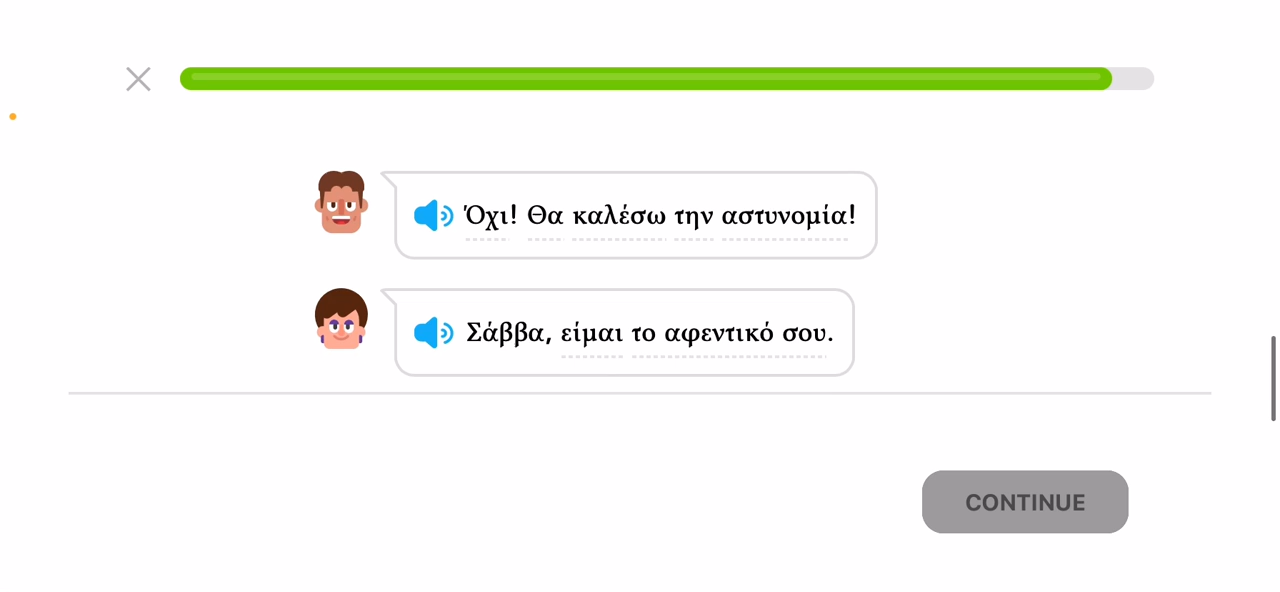 Όχι! Θα καλέσω την αστυνομία!
Σάββα, είμαι το αφεντικό σου.
CONTINUE